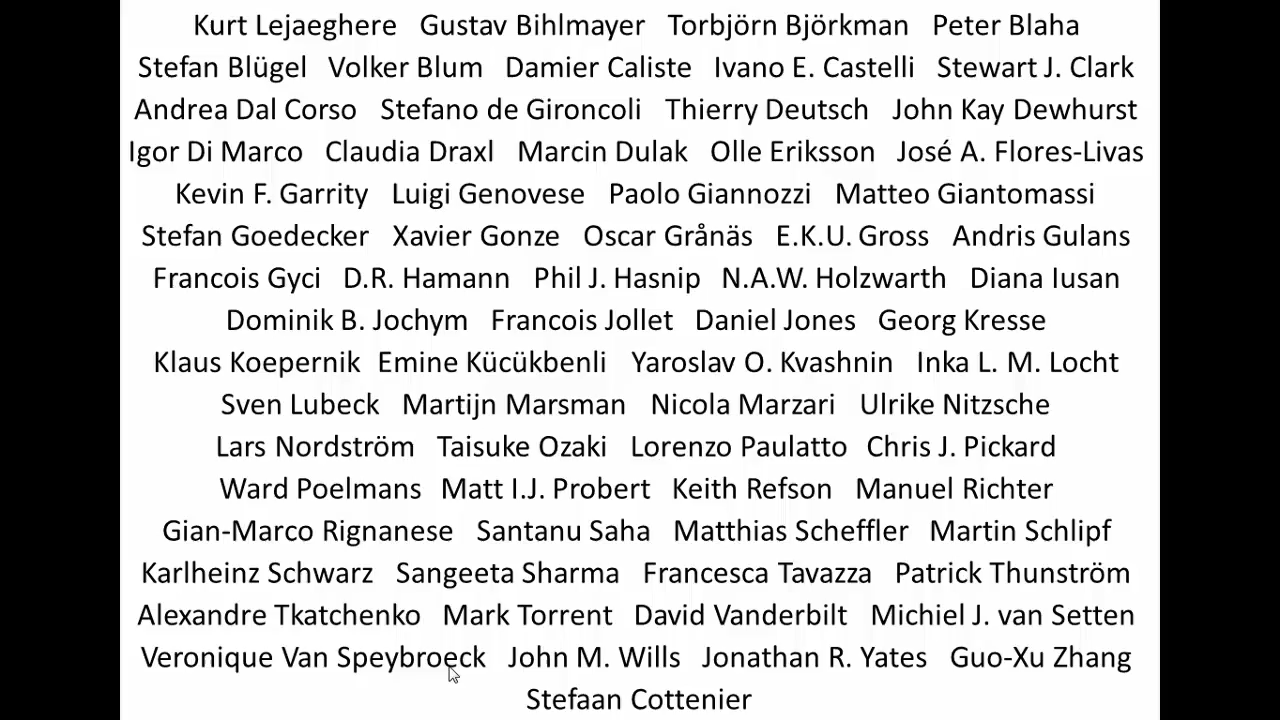 Kurt Lejaeghere Gustav Bihlmayer Torbjörn Björkman Peter Blaha
Stefan Blügel Volker Blum Damier Caliste Ivano E. Castelli Stewart J. Clark
Andrea Dal Corso Stefano de Gironcoli Thierry Deutsch John Kay Dewhurst
Igor Di Marco Claudia Draxl Marcin Dulak Olle Eriksson José A. Flores-Livas
Kevin F. Garrity Luigi Genovese Paolo Giannozzi Matteo Giantomassi
Stefan Goedecker Xavier Gonze Oscar Grånäs E.K.U. Gross Andris Gulans
Francois Gyci D.R. Hamann Phil J. Hasnip N.A.W. Holzwarth Diana Iusan
Dominik B. Jochym Francois Jollet Daniel Jones Georg Kresse
Klaus Koepernik Emine Kücükbenli Yaroslav O. Kvashnin Inka L. M. Locht
Sven Lubeck Martijn Marsman Nicola Marzari Ulrike Nitzsche
Lars Nordström Taisuke Ozaki Lorenzo Paulatto Chris J. Pickard
Ward Poelmans Matt I.J. Probert Keith Refson Manuel Richter
Gian-Marco Rignanese Santanu Saha Matthias Scheffler Martin Schlipf
Karlheinz Schwarz Sangeeta Sharma Francesca Tavazza Patrick Thunström
Alexandre Tkatchenko Mark Torrent David Vanderbilt Michiel J. van Setten
Veronique Van Speybroeck John M. Wills Jonathan R. Yates Guo-Xu Zhang
Stefaan Cottenier